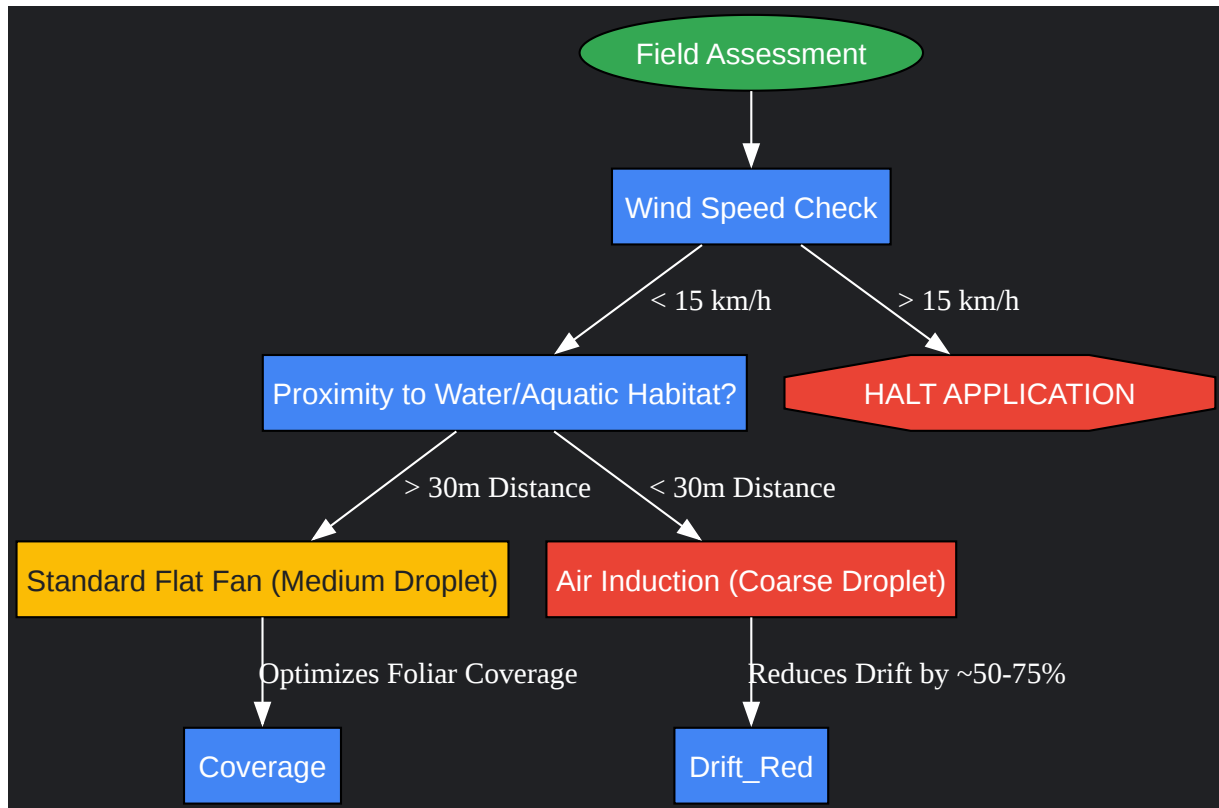 Field Assessment
Wind Speed Check
< 15 km/h
> 15 km/h
Proximity to Water/Aquatic Habitat?
HALT APPLICATION
> 30m Distance
< 30m Distance
Standard Flat Fan (Medium Droplet)
Air Induction (Coarse Droplet)
Optimizes Foliar Coverage
Reduces Drift by ~50-75%
Coverage
Drift_Red